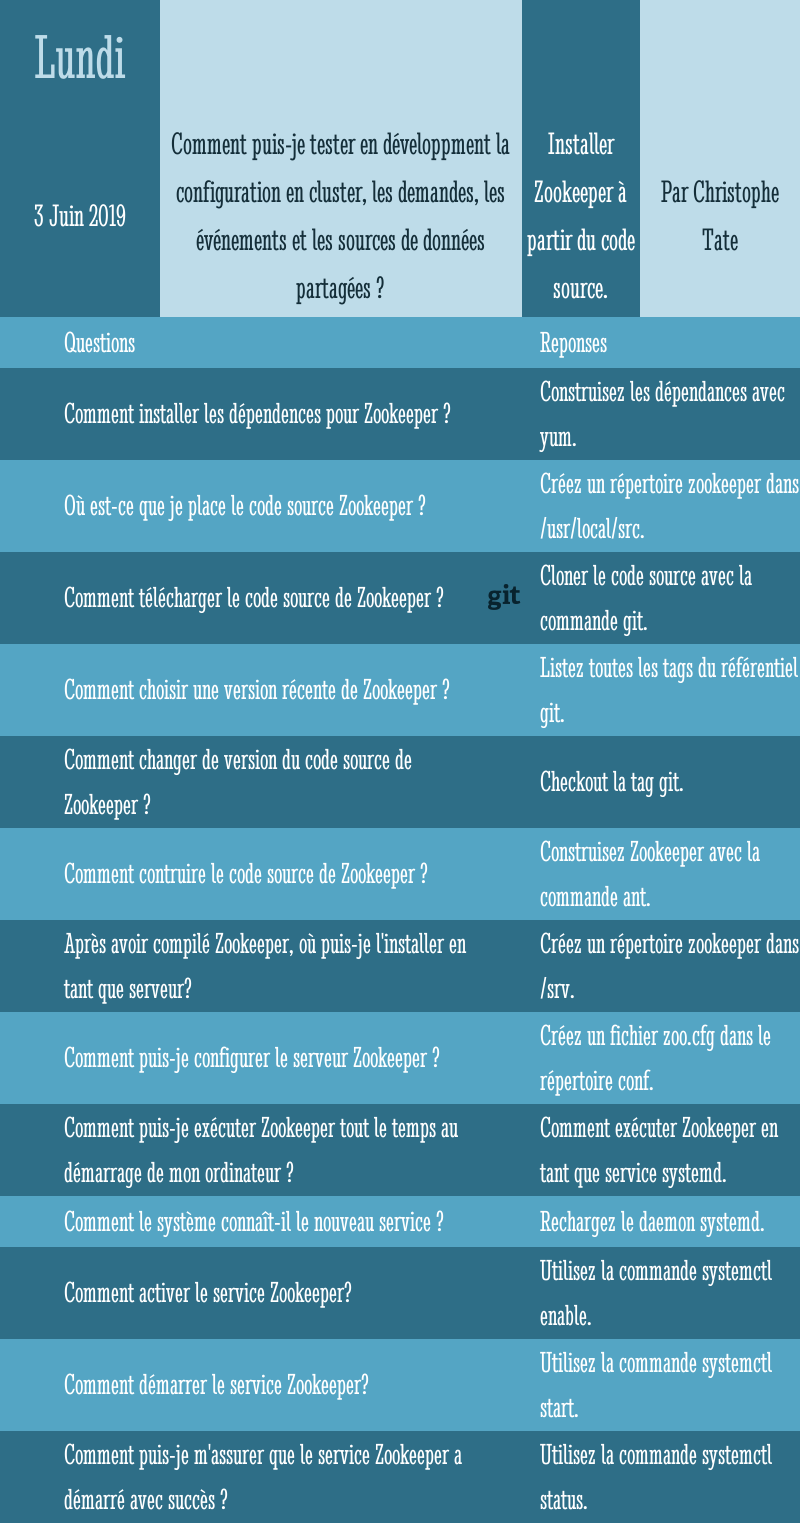 Lundi
3 Juin 2019
Comment puis-je tester en développment la
configuration en cluster, les demandes, les
événements et les sources de données
partagées ?
Installer
Zookeeper à
partir du code
source.
Par Christophe
Tate
Questions
Reponses
Comment installer les dépendences pour Zookeeper ?
Construisez les dépendances avec
yum.
Où est-ce que je place le code source Zookeeper ?
Créez un répertoire zookeeper dans
/usr/local/src.
Comment télécharger le code source de Zookeeper ?
git
Cloner le code source avec la
commande git.
Comment choisir une version récente de Zookeeper ?
Listez toutes les tags du référentiel
git.
Comment changer de version du code source de
Zookeeper ?
Checkout la tag git.
Comment contruire le code source de Zookeeper ?
Construisez Zookeeper avec la
commande ant.
Après avoir compilé Zookeeper, où puis-je l'installer en
tant que serveur?
Créez un répertoire zookeeper dans
/srv.
Comment puis-je configurer le serveur Zookeeper ?
Créez un fichier zoo.cfg dans le
répertoire conf.
Comment puis-je exécuter Zookeeper tout le temps au
démarrage de mon ordinateur ?
Comment exécuter Zookeeper en
tant que service systemd.
Comment le système connaît-il le nouveau service ?
Rechargez le daemon systemd.
Comment activer le service Zookeeper?
Utilisez la commande systemctl
enable.
Comment démarrer le service Zookeeper?
Utilisez la commande systemctl
start.
Comment puis-je m'assurer que le service Zookeeper a
démarré avec succès ?
Utilisez la commande systemctl
status.